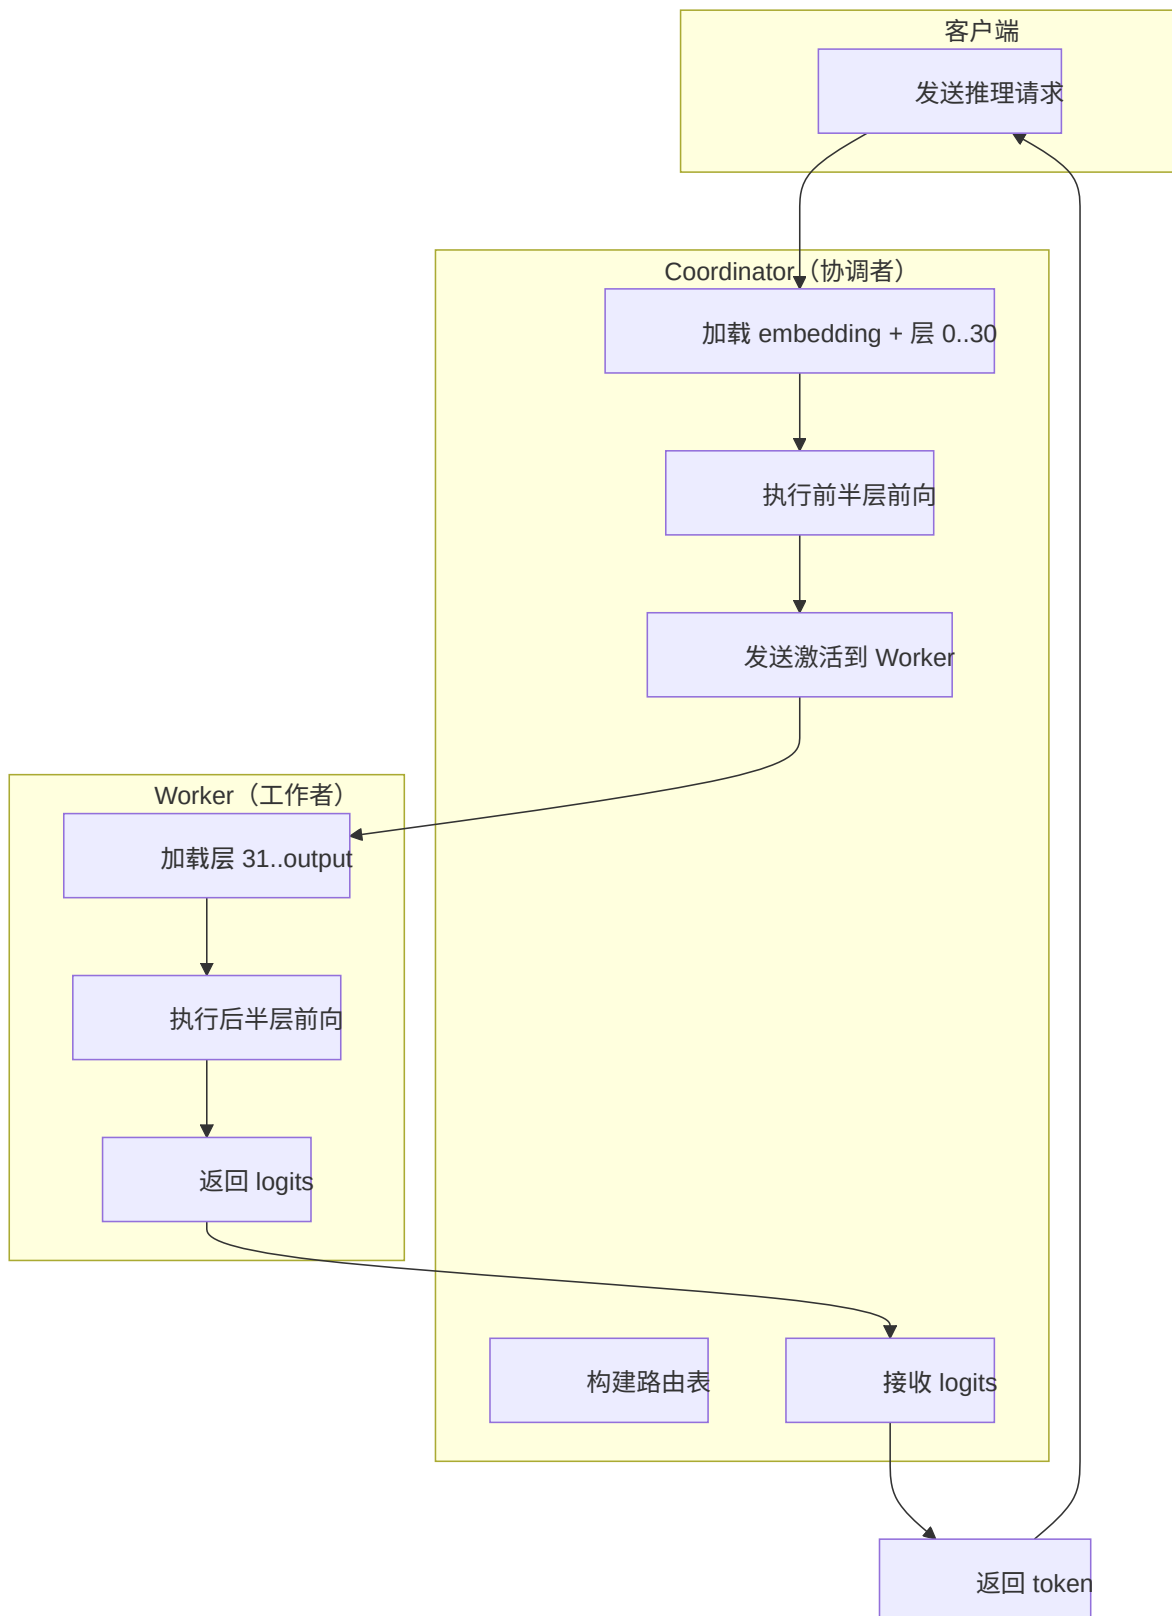 客户端
发送推理请求
Coordinator（协调者）
加载 embedding + 层 0..30
执行前半层前向
发送激活到 Worker
Worker（工作者）
加载层 31..output
执行后半层前向
返回 logits
构建路由表
接收 logits
返回 token